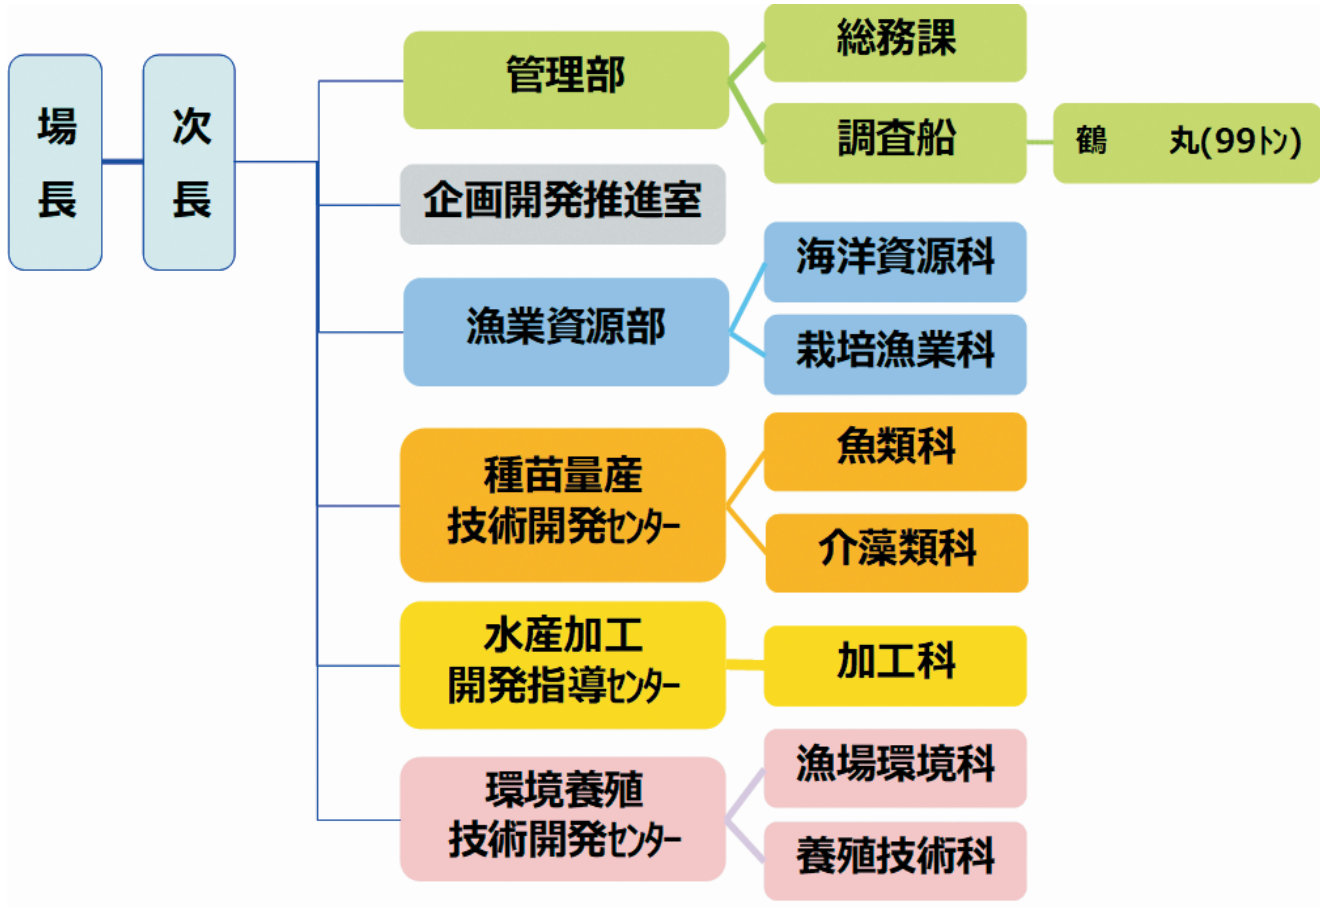 場長
次長
管理部
総務課
調査船
鶴　　丸(99ﾄﾝ)
企画開発推進室
漁業資源部
海洋資源科
栽培漁業科
種苗量産
技術開発ｾﾝﾀｰ
魚類科
介藻類科
水産加工
開発指導ｾﾝﾀｰ
加工科
環境養殖
技術開発ｾﾝﾀｰ
漁場環境科
養殖技術科